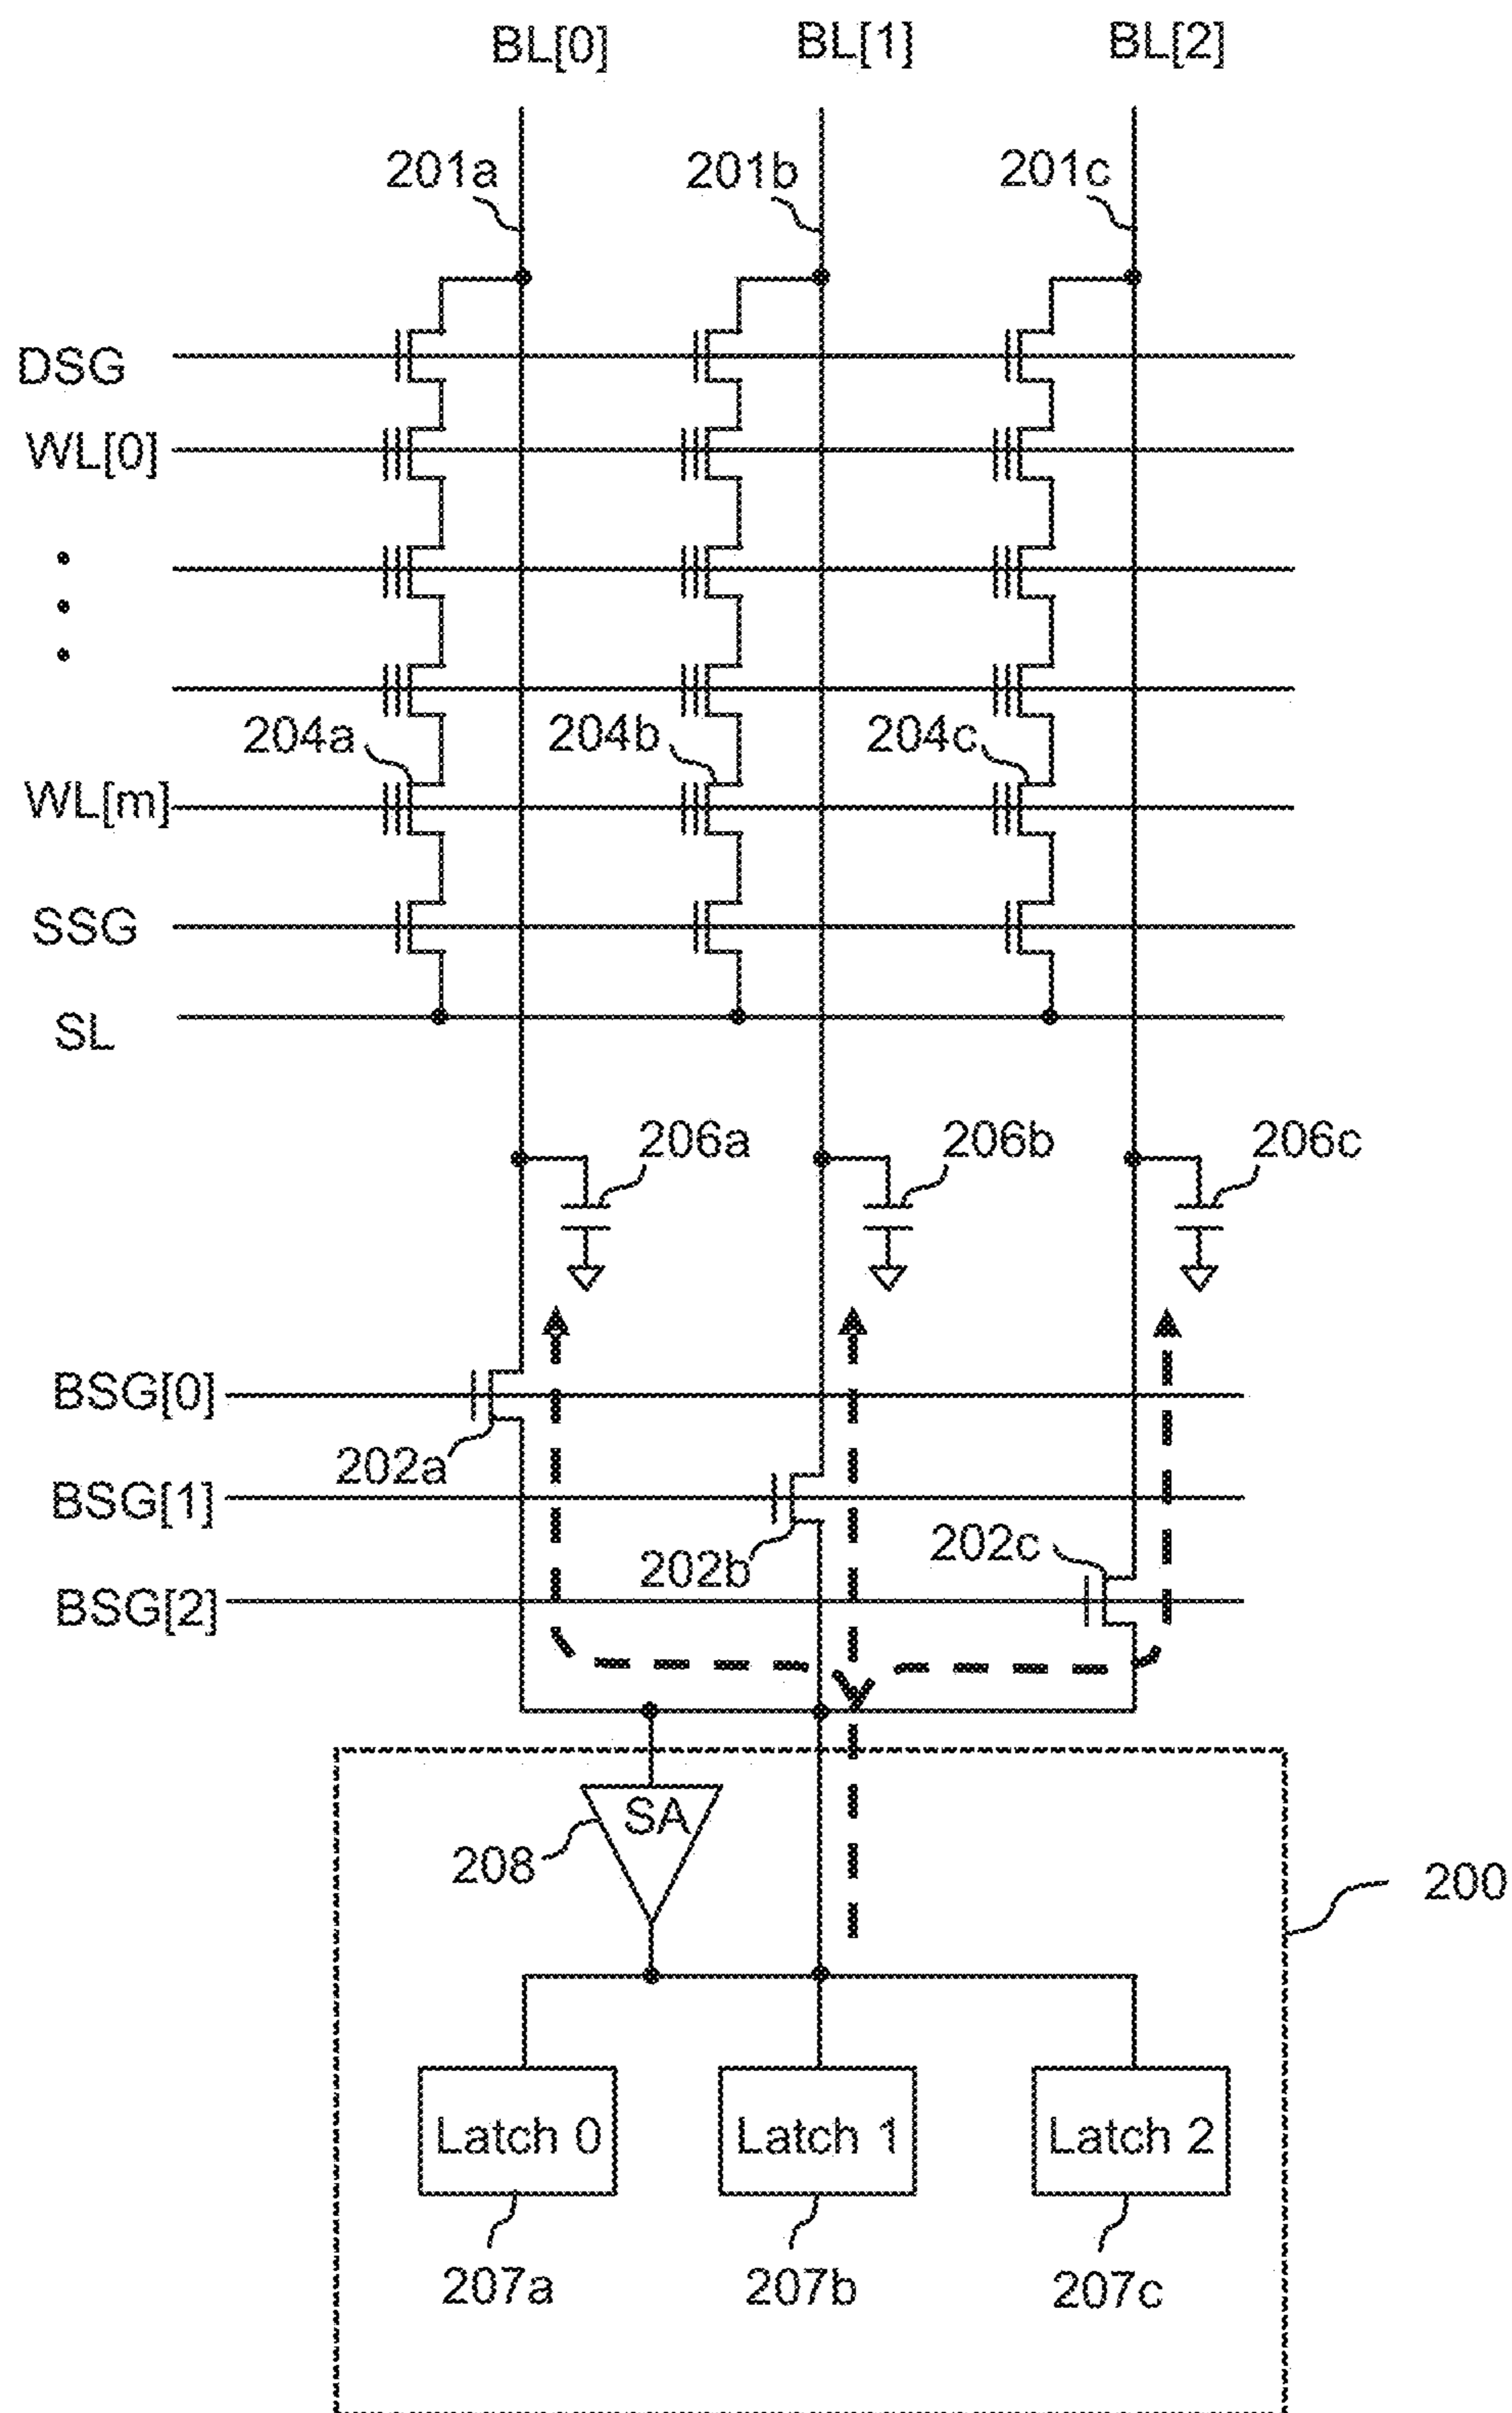 BL[0] BL[1] BL[2]
201a 201b 201c
DSG
WL[0]
204a 204b 204c
WL[m]
SSG
SL
206a 206b 206c
BSG[0]
202a
BSG[1]
202b 202c
BSG[2]
SA
208
200
Latch 0 Latch 1 Latch 2
207a 207b 207c